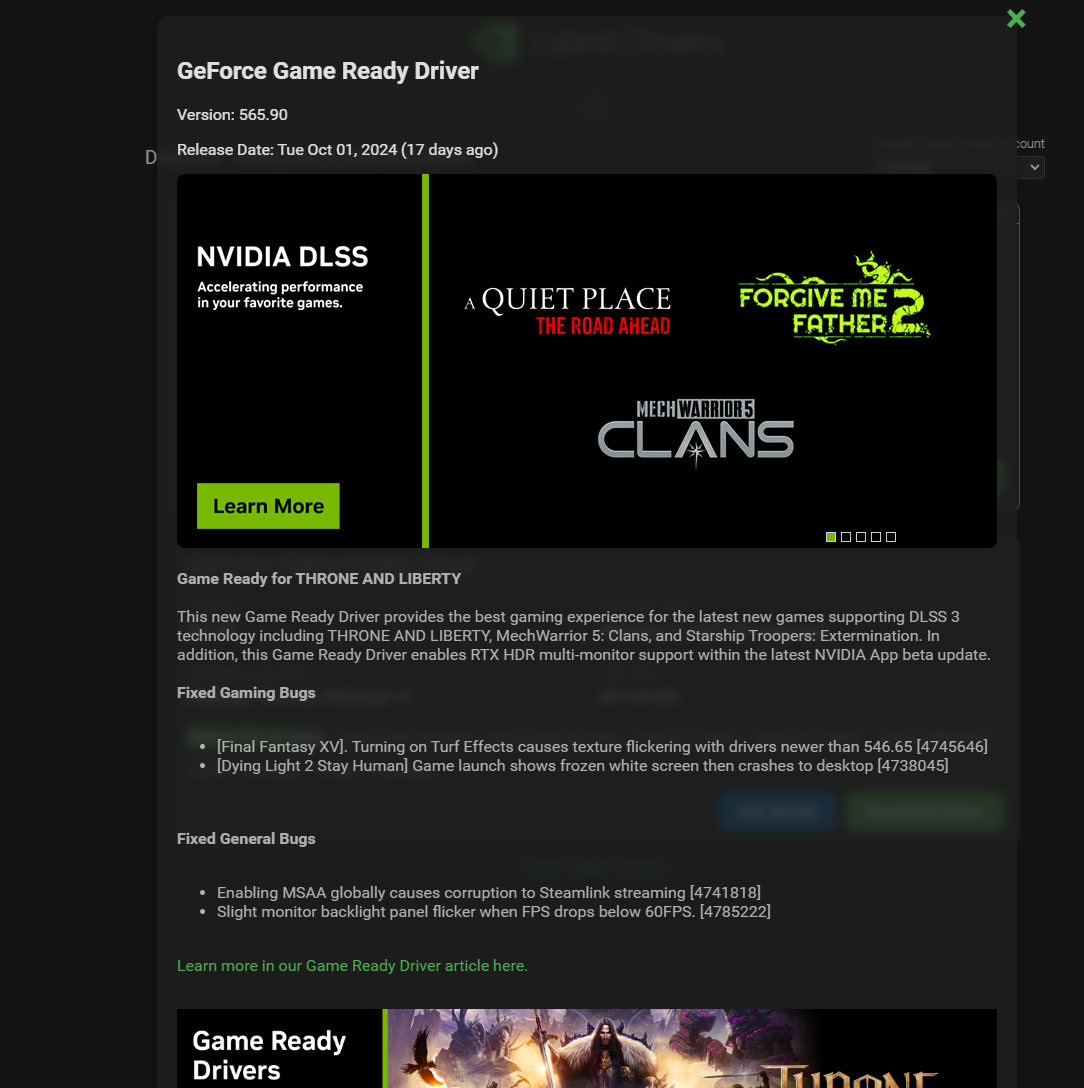 Latest Drivers
GeForce Game Ready Driver
Version: 565.90
Release Date: Tue Oct 01, 2024 (17 days ago)
D
count
NVIDIA DLSS
Accelerating performance
in your favorite games.
Learn More
A QUIET PLACE
THE ROAD AHEAD
FORGIVE ME
FATHER 2
MECHWARRIOR 5
CLANS
Game Ready for THRONE AND LIBERTY
This new Game Ready Driver provides the best gaming experience for the latest new games supporting DLSS 3
technology including THRONE AND LIBERTY, MechWarrior 5: Clans, and Starship Troopers: Extermination. In
addition, this Game Ready Driver enables RTX HDR multi-monitor support within the latest NVIDIA App beta update.
Fixed Gaming Bugs
• [Final Fantasy XV]. Turning on Turf Effects causes texture flickering with drivers newer than 546.65 [4745646]
• [Dying Light 2 Stay Human] Game launch shows frozen white screen then crashes to desktop [4738045]
Fixed General Bugs
• Enabling MSAA globally causes corruption to Steamlink streaming [4741818]
• Slight monitor backlight panel flicker when FPS drops below 60FPS. [4785222]
Learn more in our Game Ready Driver article here.
Game Ready
Drivers
THRONE